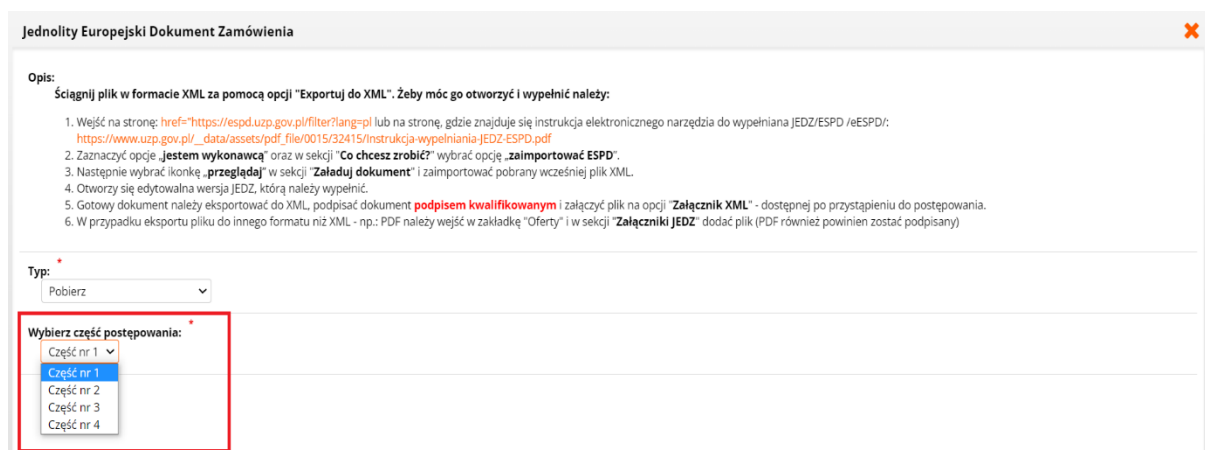 Jednolity Europejski Dokument Zamówienia
Opis:
Ściągnij plik w formacie XML za pomocą opcji "Exportuj do XML". Żeby móc go otworzyć i wypełnić należy:
1. Wejść na stronę: href="https://espd.uzp.gov.pl/filter?lang=pl lub na stronę, gdzie znajduje się instrukcja elektronicznego narzędzia do wypełniana JEDZ/ESPD /eESPD/:
https://www.uzp.gov.pl/__data/assets/pdf_file/0015/32415/Instrukcja-wypelniania-JEDZ-ESPD.pdf
2. Zaznaczyć opcje „jestem wykonawcą" oraz w sekcji "Co chcesz zrobić?" wybrać opcję „zaimportować ESPD".
3. Następnie wybrać ikonkę „przeglądaj" w sekcji "Załaduj dokument" i zaimportować pobrany wcześniej plik XML.
4. Otworzy się edytowalna wersja JEDZ, którą należy wypełnić.
5. Gotowy dokument należy eksportować do XML, podpisać dokument podpisem kwalifikowanym i załączyć plik na opcji "Załącznik XML" - dostępnej po przystąpieniu do postępowania.
6. W przypadku eksportu pliku do innego formatu niż XML - np.: PDF należy wejść w zakładkę "Oferty" i w sekcji "Załączniki JEDZ" dodać plik (PDF również powinien zostać podpisany)
Typ: *
Pobierz
Wybierz część postępowania: *
Część nr 1
Część nr 1
Część nr 2
Część nr 3
Część nr 4